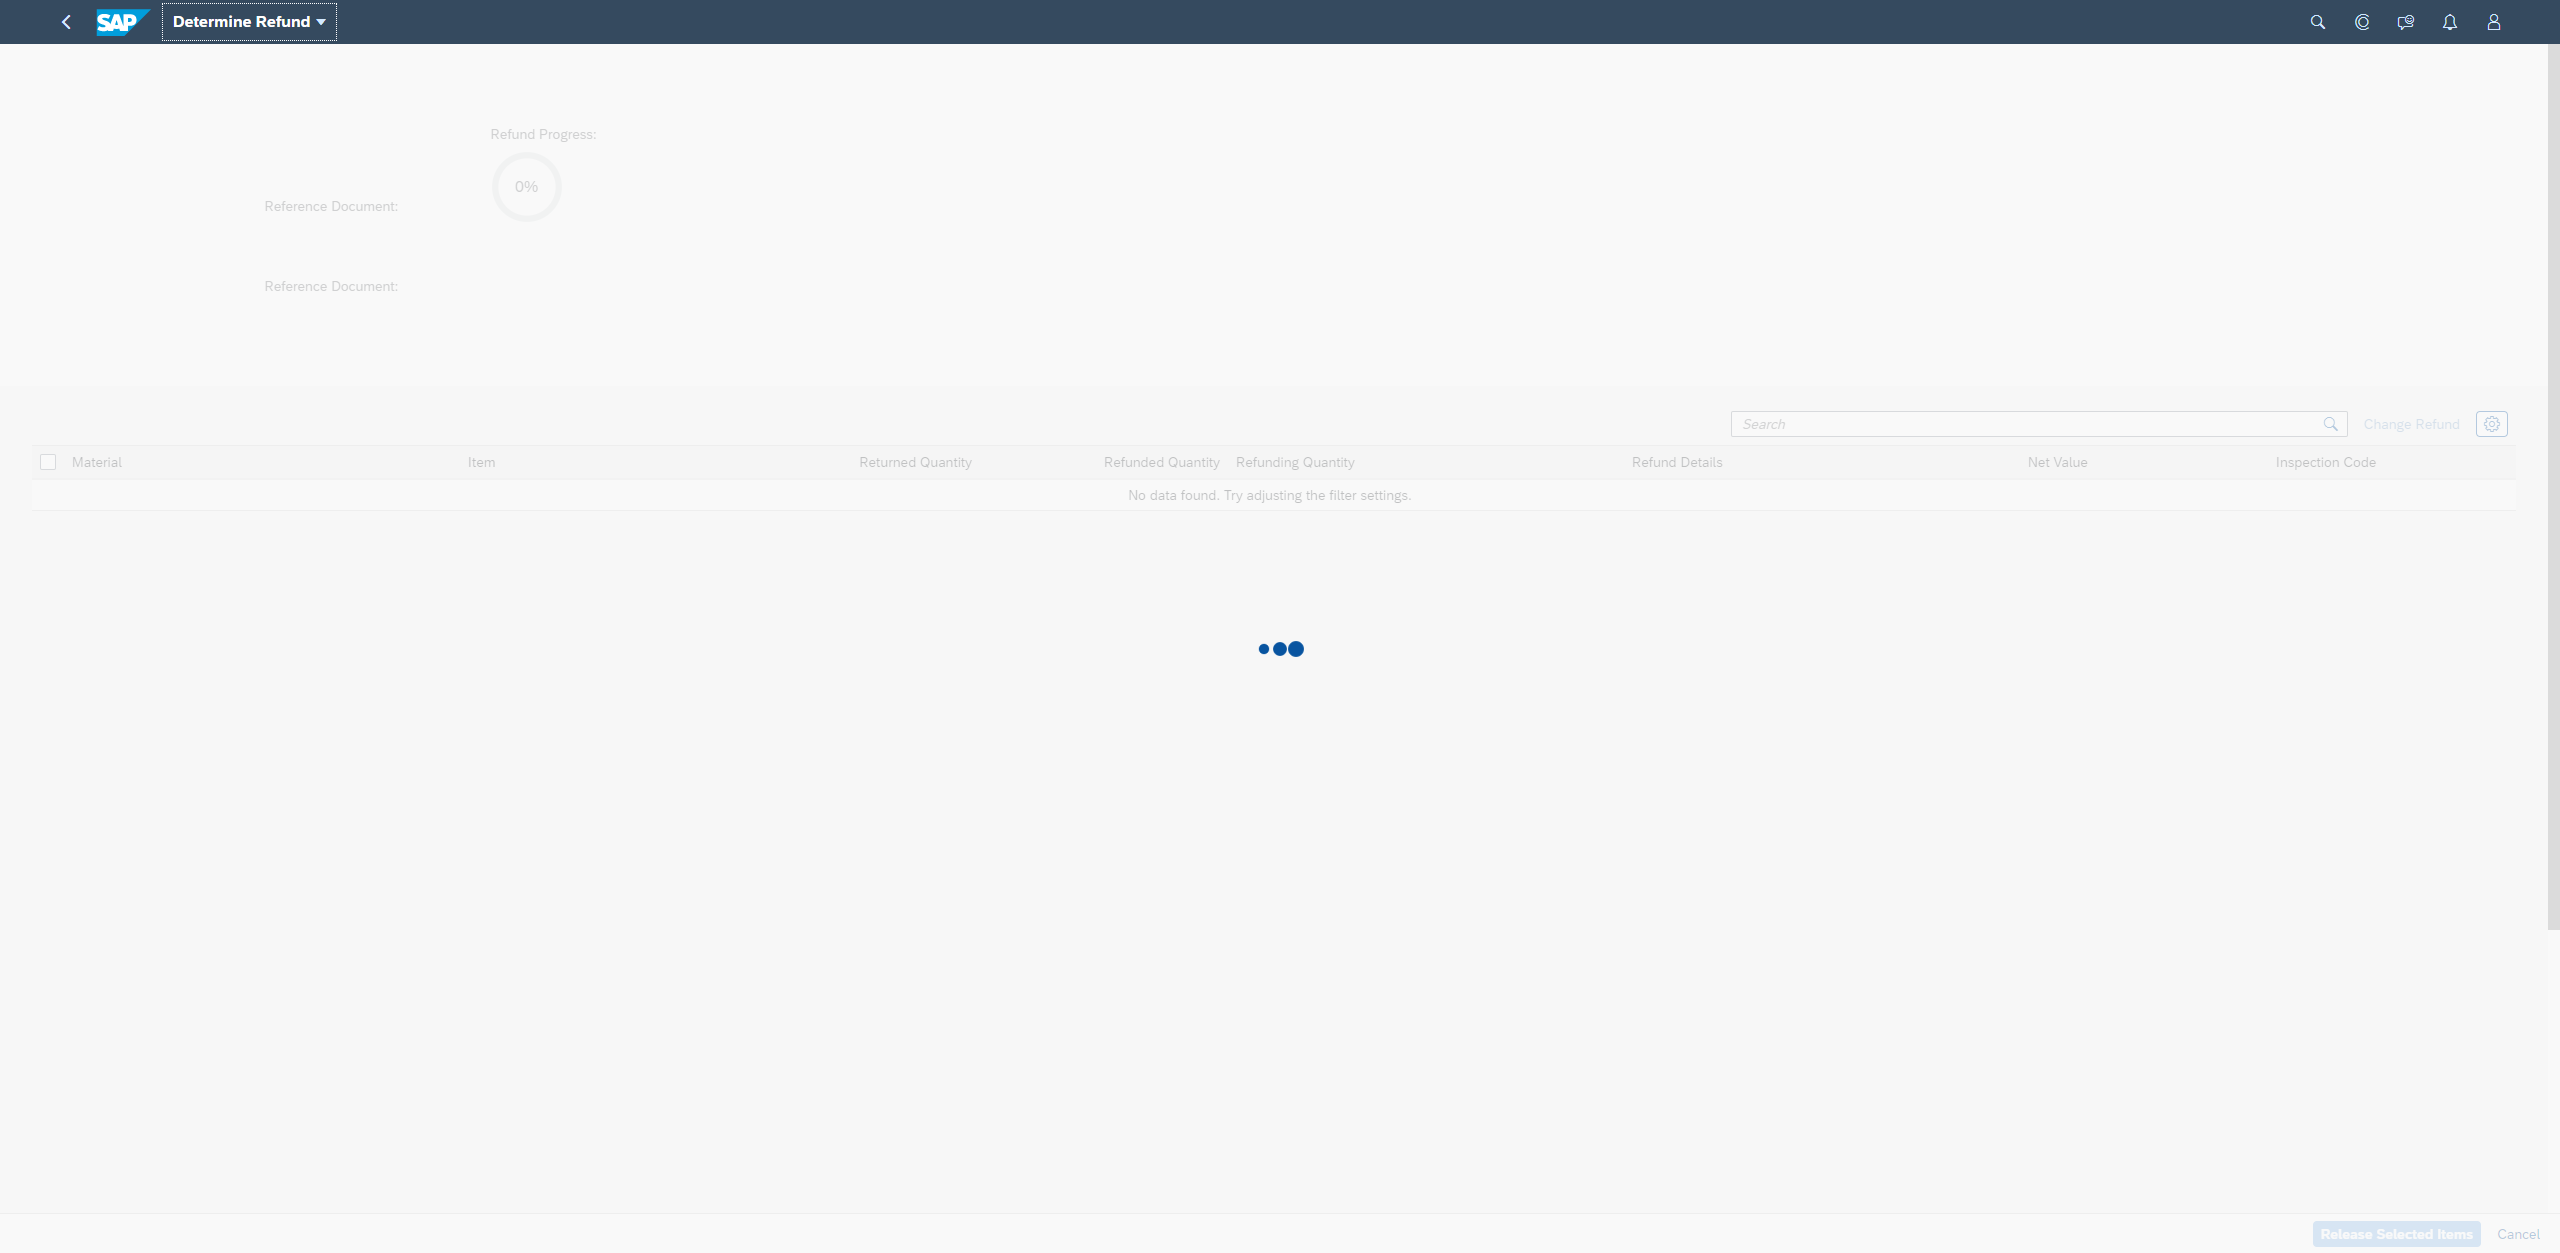 SAP Determine Refund
Refund Progress:
0%
Reference Document:
Reference Document:
Search Change Refund
Material Item Returned Quantity Refunded Quantity Refunding Quantity Refund Details Net Value Inspection Code
No data found. Try adjusting the filter settings.
Release Selected Items Cancel